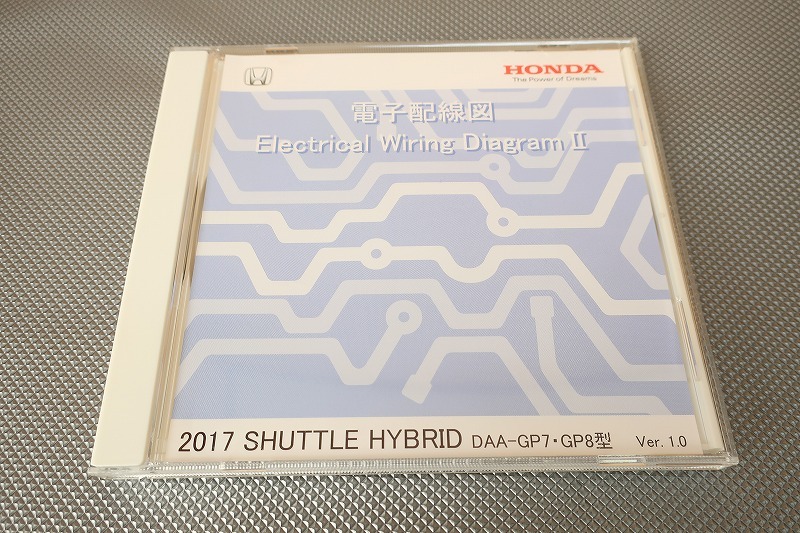 HONDA
The Power of Dreams
電子配線図
Electrical Wiring Diagram Ⅱ
2017 SHUTTLE HYBRID DAA-GP7・GP8型 Ver. 1.0